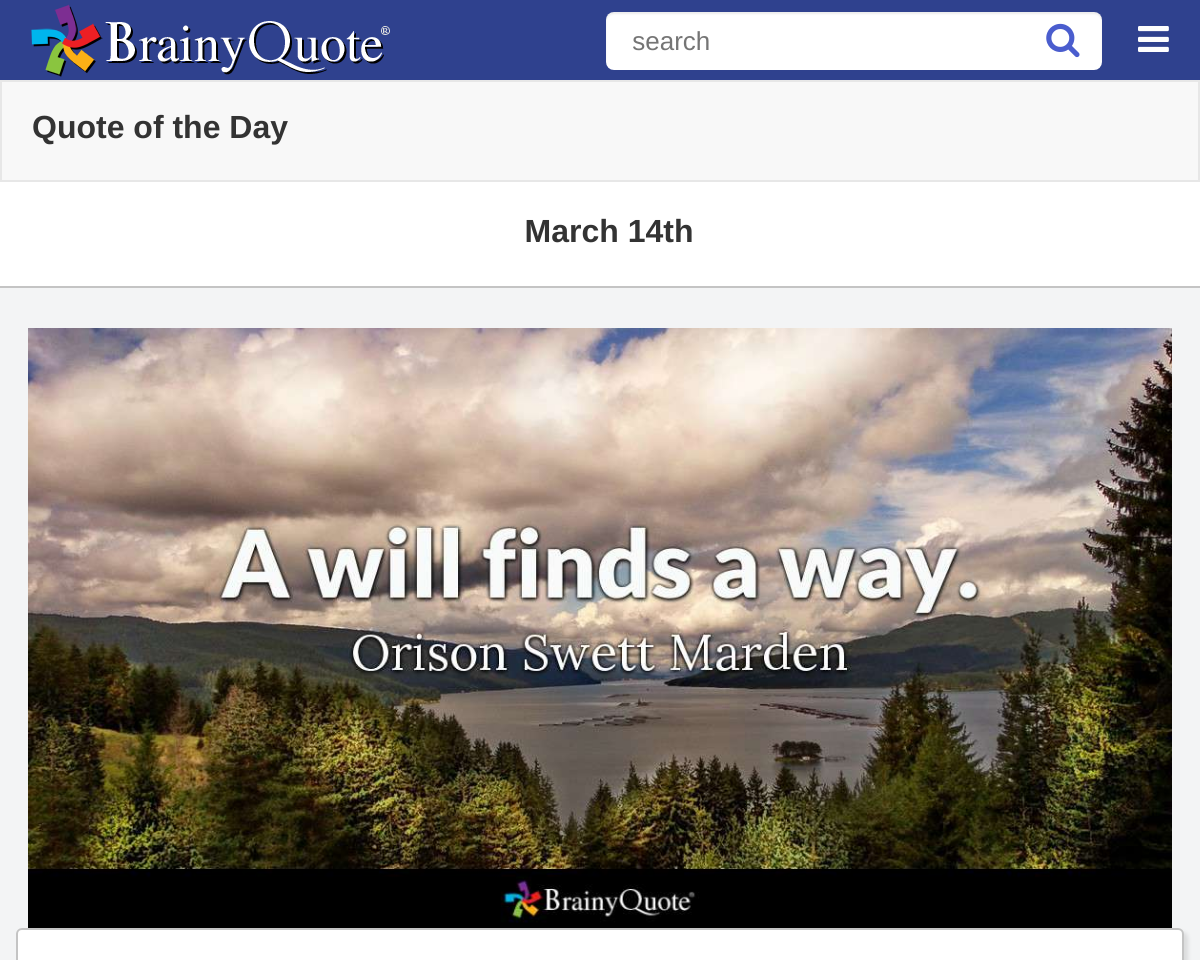 BrainyQuote®
search
Quote of the Day
March 14th
A will finds a way.
Orison Swett Marden
BrainyQuote®